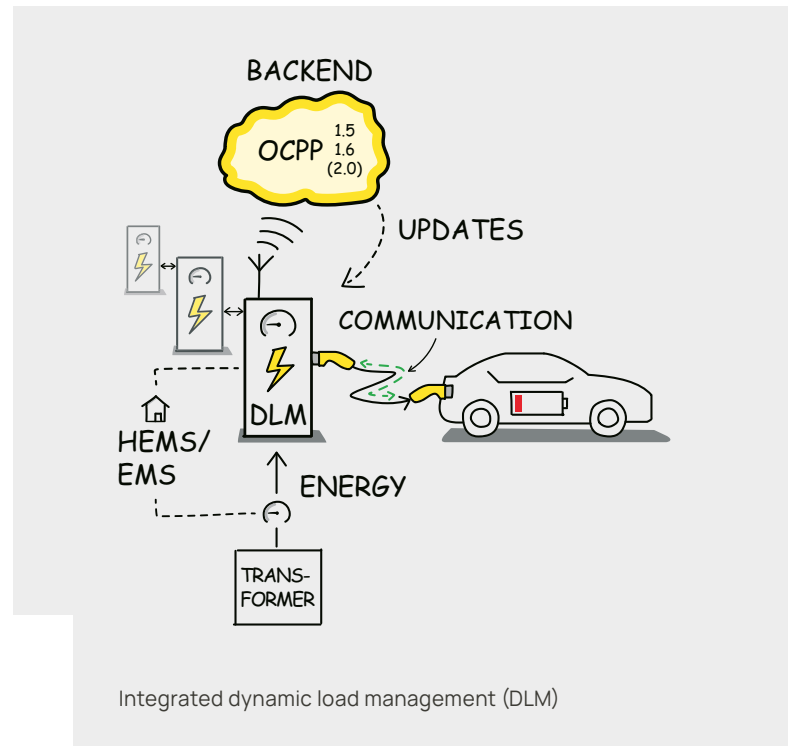 BACKEND
OCPP
1.5
1.6
(2.0)
UPDATES
COMMUNICATION
DLM
HEMS/
EMS
ENERGY
TRANS-
FORMER
Integrated dynamic load management (DLM)